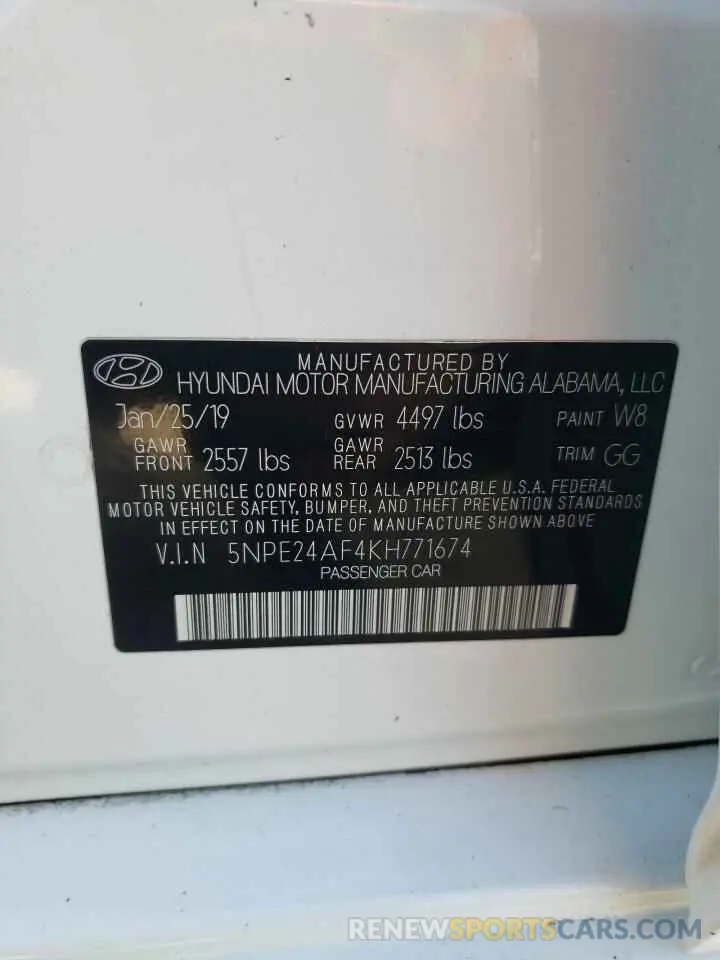 MANUFACTURED BY
HYUNDAI MOTOR MANUFACTURING ALABAMA, LLC
Jan/25/19 GVWR 4497 lbs PAINT W8
GAWR FRONT 2557 lbs GAWR REAR 2513 lbs TRIM GG
THIS VEHICLE CONFORMS TO ALL APPLICABLE U.S.A. FEDERAL
MOTOR VEHICLE SAFETY, BUMPER, AND THEFT PREVENTION STANDARDS
IN EFFECT ON THE DATE OF MANUFACTURE SHOWN ABOVE
V.I.N 5NPE24AF4KH771674
PASSENGER CAR
RENEWSPORTSCARS.COM